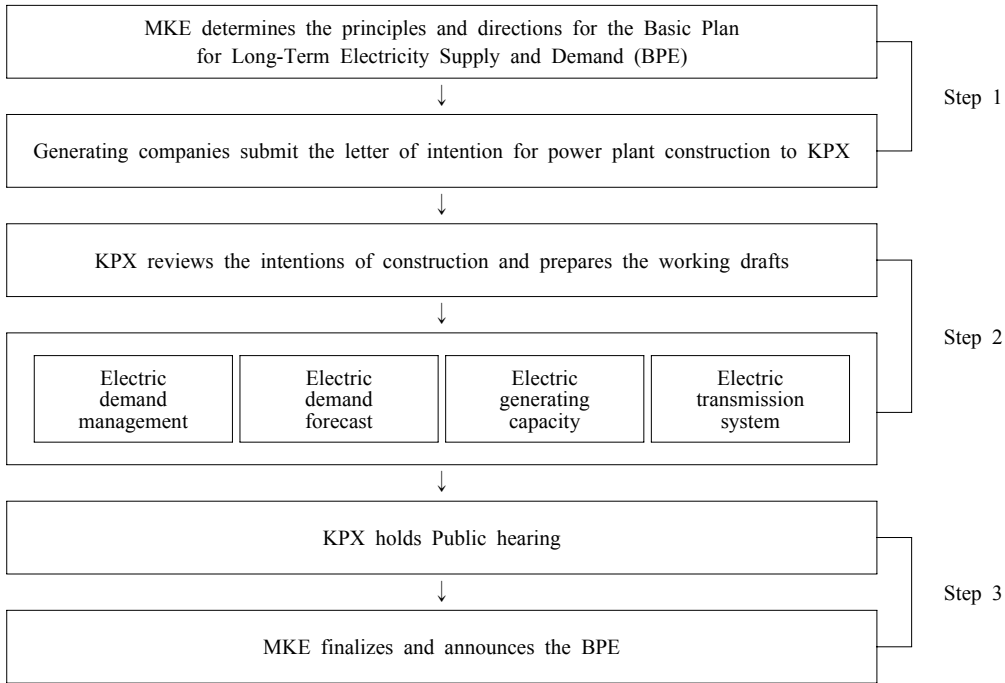 MKE determines the principles and directions for the Basic Plan
for Long-Term Electricity Supply and Demand (BPE)
Step 1
Generating companies submit the letter of intention for power plant construction to KPX
KPX reviews the intentions of construction and prepares the working drafts
Step 2
Electric
demand
management
Electric
demand
forecast
Electric
generating
capacity
Electric
transmission
system
KPX holds Public hearing
Step 3
MKE finalizes and announces the BPE